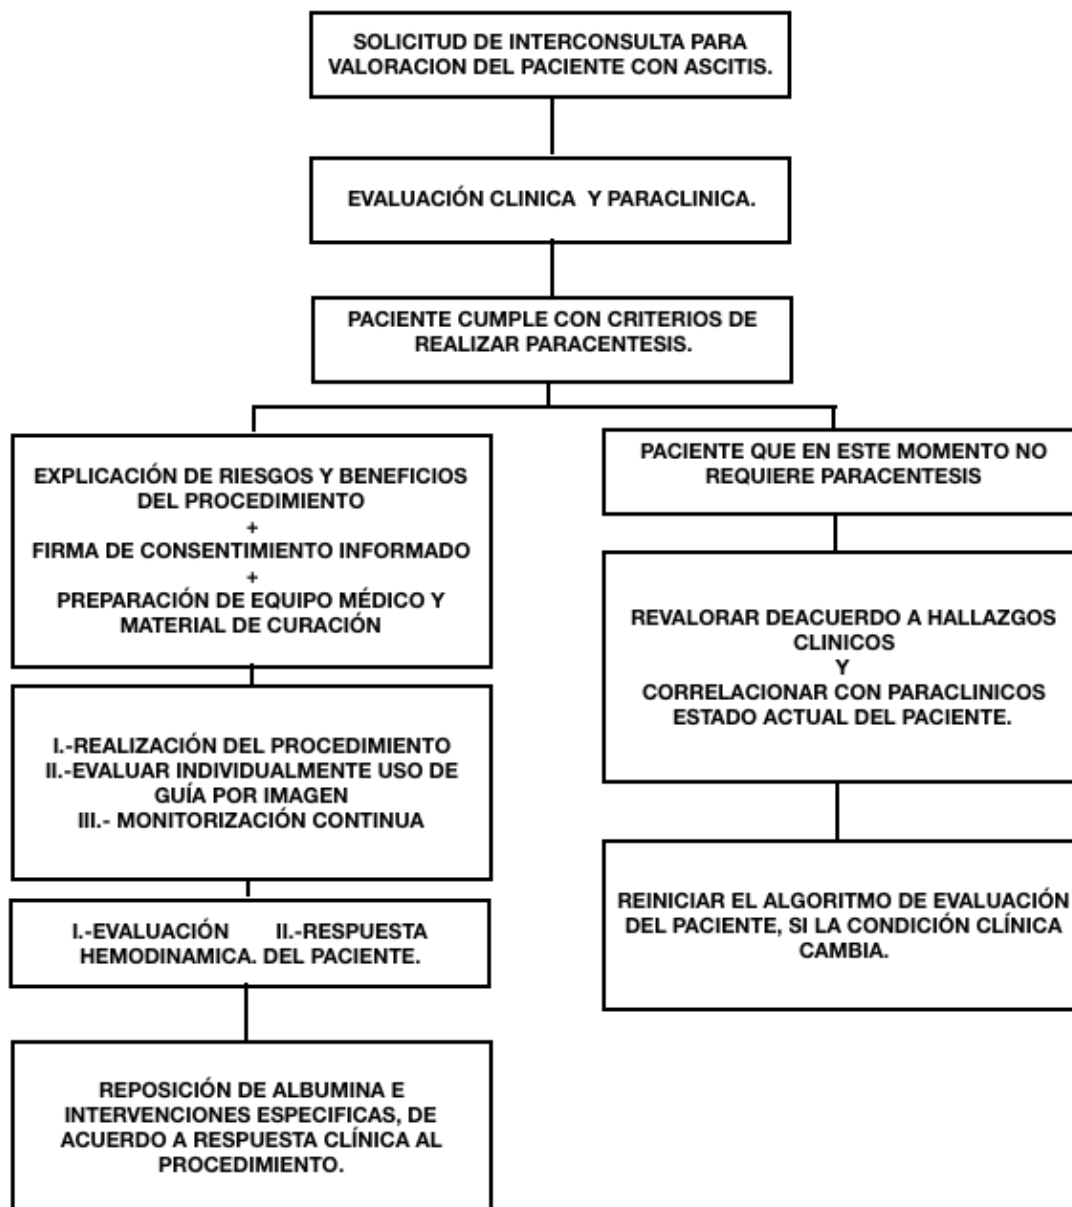 SOLICITUD DE INTERCONSULTA PARA
VALORACION DEL PACIENTE CON ASCITIS.
EVALUACIÓN CLINICA Y PARACLINICA.
PACIENTE CUMPLE CON CRITERIOS DE
REALIZAR PARACENTESIS.
EXPLICACIÓN DE RIESGOS Y BENEFICIOS
DEL PROCEDIMIENTO
+
FIRMA DE CONSENTIMIENTO INFORMADO
+
PREPARACIÓN DE EQUIPO MÉDICO Y
MATERIAL DE CURACIÓN
I.-REALIZACIÓN DEL PROCEDIMIENTO
II.-EVALUAR INDIVIDUALMENTE USO DE
GUÍA POR IMAGEN
III.- MONITORIZACIÓN CONTINUA
I.-EVALUACIÓN II.-RESPUESTA
HEMODINAMICA. DEL PACIENTE.
REPOSICIÓN DE ALBUMINA E
INTERVENCIONES ESPECIFICAS, DE
ACUERDO A RESPUESTA CLÍNICA AL
PROCEDIMIENTO.
PACIENTE QUE EN ESTE MOMENTO NO
REQUIERE PARACENTESIS
REVALORAR DEACUERDO A HALLAZGOS
CLINICOS
Y
CORRELACIONAR CON PARACLINICOS
ESTADO ACTUAL DEL PACIENTE.
REINICIAR EL ALGORITMO DE EVALUACIÓN
DEL PACIENTE, SI LA CONDICIÓN CLÍNICA
CAMBIA.